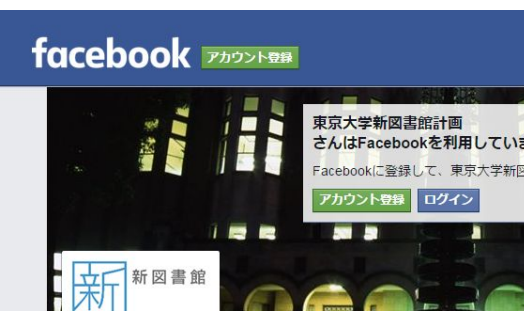 facebook アカウント登録
東京大学新図書館計画
さんはFacebookを利用していま
Facebookに登録して、東京大学新図
アカウント登録 ログイン
新 新図書館